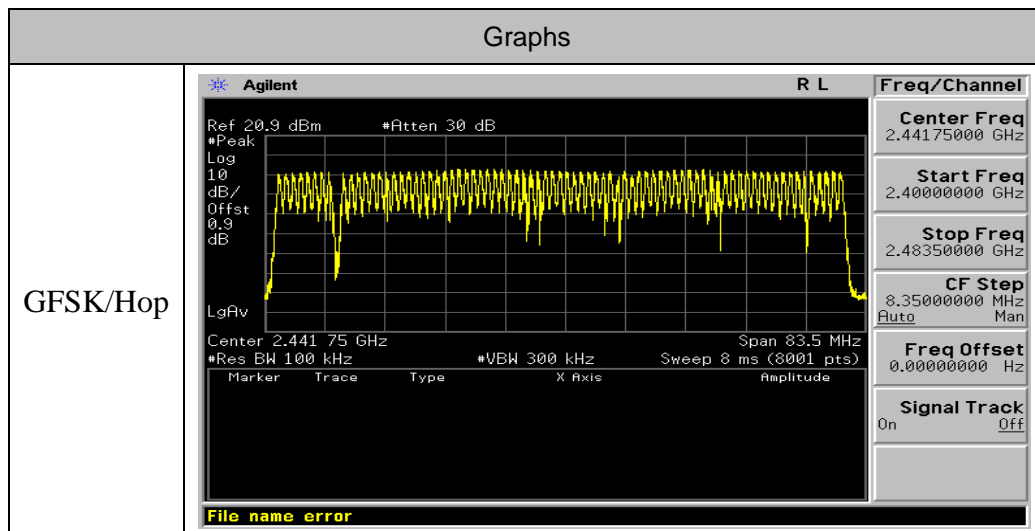 Graphs
GFSK/Hop
Agilent R L
Ref 20.9 dBm #Atten 30 dB
#Peak
Log
10
dB/
Offst
0.9
dB
LgAv
Center 2.441 75 GHz Span 83.5 MHz
#Res BW 100 kHz #VBW 300 kHz Sweep 8 ms (8001 pts)
Marker Trace Type X Axis Amplitude
File name error
Freq/Channel
Center Freq
2.44175000 GHz
Start Freq
2.40000000 GHz
Stop Freq
2.48350000 GHz
CF Step
8.35000000 MHz
Auto Man
Freq Offset
0.00000000 Hz
Signal Track
On Off